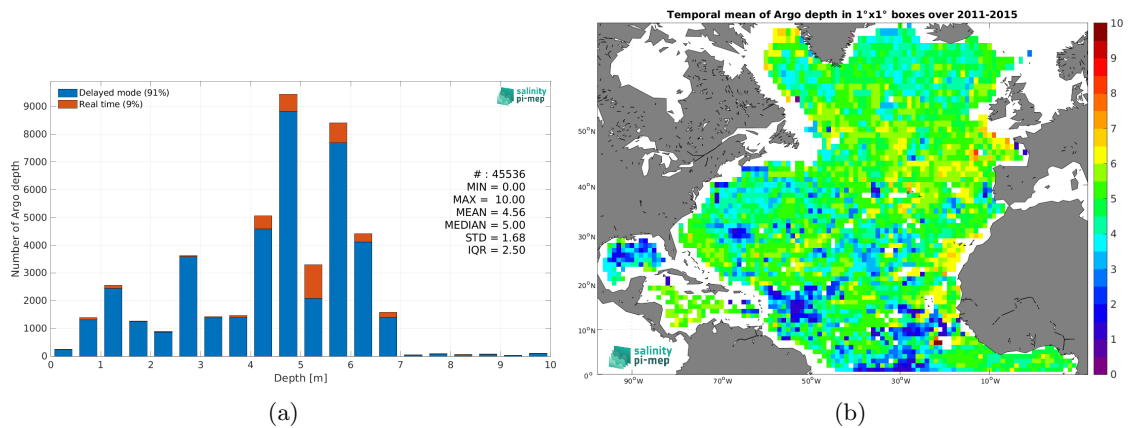 Delayed mode (91%)
Real time (9%)
salinity
pi-mep
9000
8000
7000
6000
5000
4000
3000
2000
1000
0
Number of Argo depth
# : 45536
MIN = 0.00
MAX = 10.00
MEAN = 4.56
MEDIAN = 5.00
STD = 1.68
IQR = 2.50
0 1 2 3 4 5 6 7 8 9 10
Depth [m]
(a)
Temporal mean of Argo depth in 1°x1° boxes over 2011-2015
50°N
40°N
30°N
20°N
10°N
0°
90°W 70°W 50°W 30°W 10°W
salinity
pi-mep
10
9
8
7
6
5
4
3
2
1
0
(b)